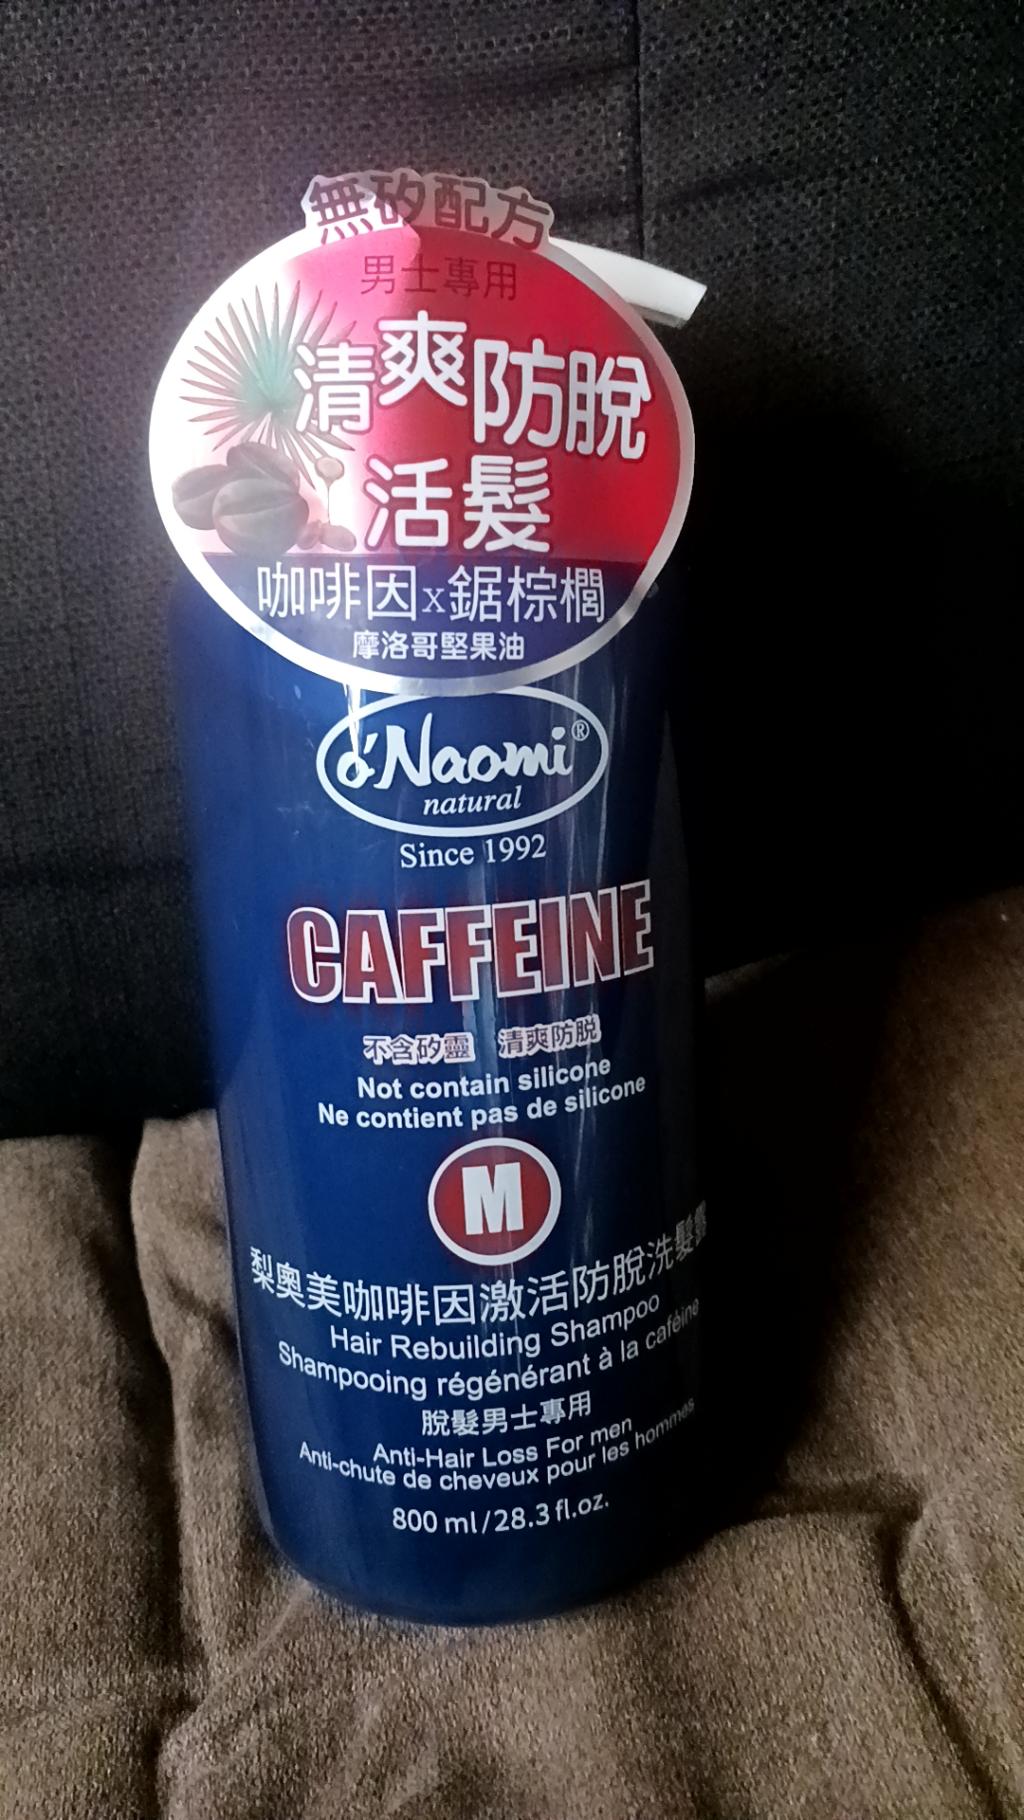 無矽配方
男士專用
清爽防脫
活髮
咖啡因x鋸棕櫚
摩洛哥堅果油
o'Naomi®
natural
Since 1992
CAFFEINE
不含矽靈 清爽防脱
Not contain silicone
Ne contient pas de silicone
M
梨奧美咖啡因激活防脫洗髮
Hair Rebuilding Shampoo
Shampooing régénérant à la caféine
脫髮男士專用
Anti-Hair Loss For men
Anti-chute de cheveux pour les hommes
800 ml/28.3 fl.oz.